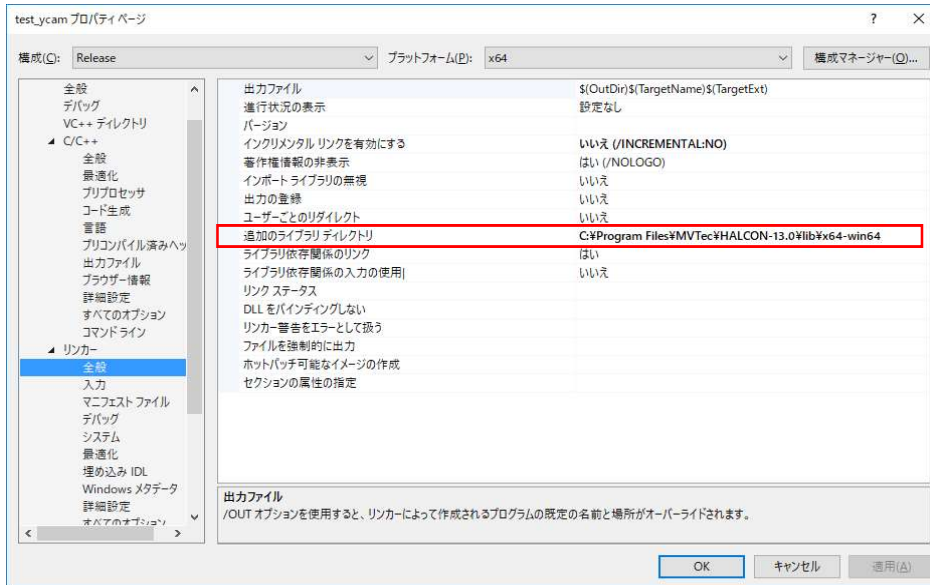 test_ycam プロパティ ページ ? ×
構成(C): Release プラットフォーム(P): x64 構成マネージャー(O)...
全般
デバッグ
VC++ ディレクトリ
C/C++
全般
最適化
プリプロセッサ
コード生成
言語
プリコンパイル済みヘッ
出力ファイル
ブラウザー情報
詳細設定
すべてのオプション
コマンド ライン
リンカー
全般
入力
マニフェスト ファイル
デバッグ
システム
最適化
埋め込み IDL
Windows メタデータ
詳細設定
すべてのオプション
出力ファイル $(OutDir)$(TargetName)$(TargetExt)
進行状況の表示 設定なし
バージョン
インクリメンタル リンクを有効にする いいえ (/INCREMENTAL:NO)
著作権情報の非表示 はい (/NOLOGO)
インポート ライブラリの無視 いいえ
出力の登録 いいえ
ユーザーごとのリダイレクト いいえ
追加のライブラリ ディレクトリ C:¥Program Files¥MVTec¥HALCON-13.0¥lib¥x64-win64
ライブラリ依存関係のリンク はい
ライブラリ依存関係の入力の使用| いいえ
リンク ステータス
DLL をバインディングしない
リンカー警告をエラーとして扱う
ファイルを強制的に出力
ホットパッチ可能なイメージの作成
セクションの属性の指定
出力ファイル
/OUT オプションを使用すると、リンカーによって作成されるプログラムの既定の名前と場所がオーバーライドされます。
OK キャンセル 適用(A)